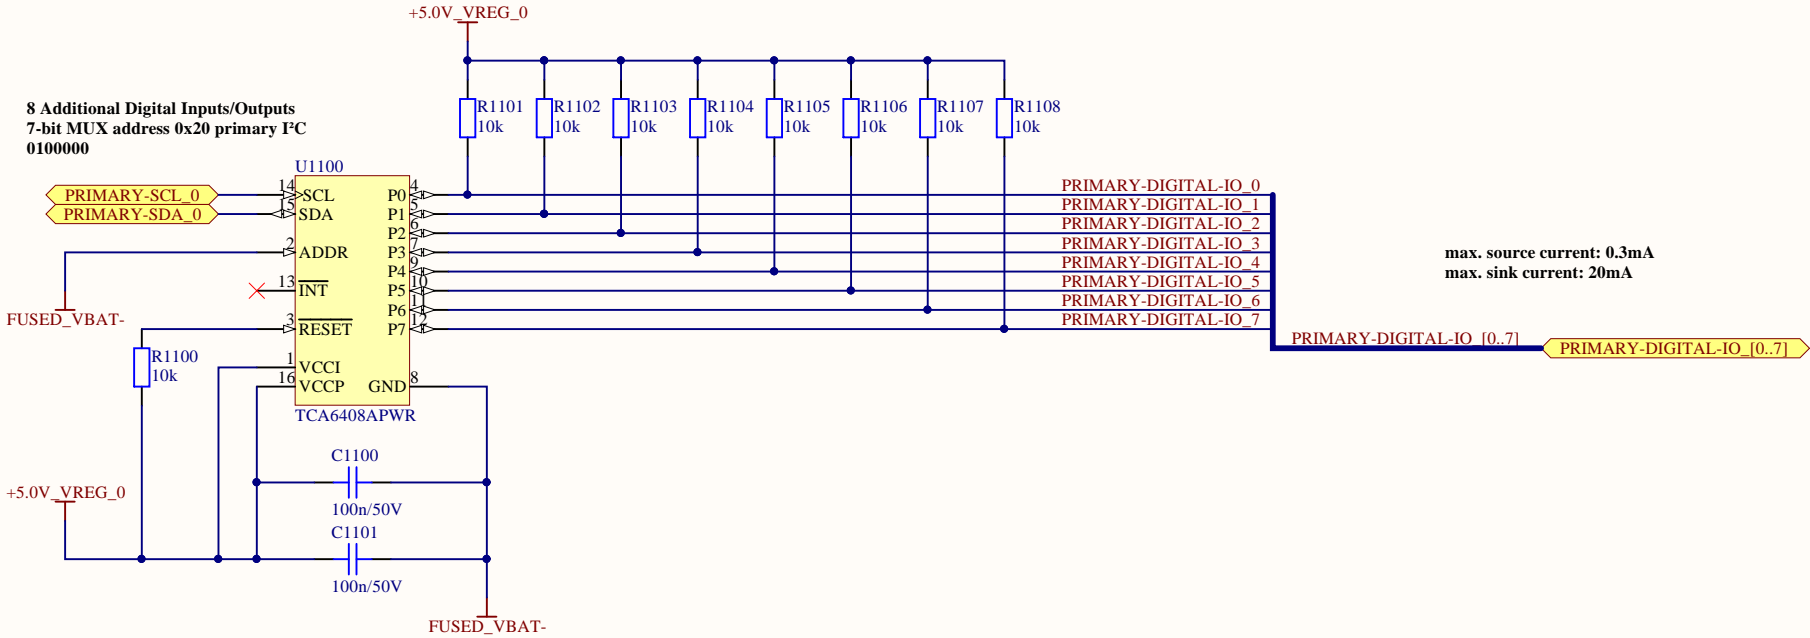 +5.0V_VREG_0
R1101
10k
R1102
10k
R1103
10k
R1104
10k
R1105
10k
R1106
10k
R1107
10k
R1108
10k
8 Additional Digital Inputs/Outputs
7-bit MUX address 0x20 primary I²C
0100000
U1100
PRIMARY-SCL_0
PRIMARY-SDA_0
14
SCL
15
SDA
2
ADDR
13
INT
3
RESET
1
VCCI
16
VCCP
P0
4
P1
5
P2
6
P3
7
P4
9
P5
10
P6
11
P7
12
GND
8
TCA6408APWR
PRIMARY-DIGITAL-IO_0
PRIMARY-DIGITAL-IO_1
PRIMARY-DIGITAL-IO_2
PRIMARY-DIGITAL-IO_3
PRIMARY-DIGITAL-IO_4
PRIMARY-DIGITAL-IO_5
PRIMARY-DIGITAL-IO_6
PRIMARY-DIGITAL-IO_7
max. source current: 0.3mA
max. sink current: 20mA
PRIMARY-DIGITAL-IO_[0..7]
PRIMARY-DIGITAL-IO_[0..7]
FUSED_VBAT-
R1100
10k
C1100
100n/50V
+5.0V_VREG_0
C1101
100n/50V
FUSED_VBAT-